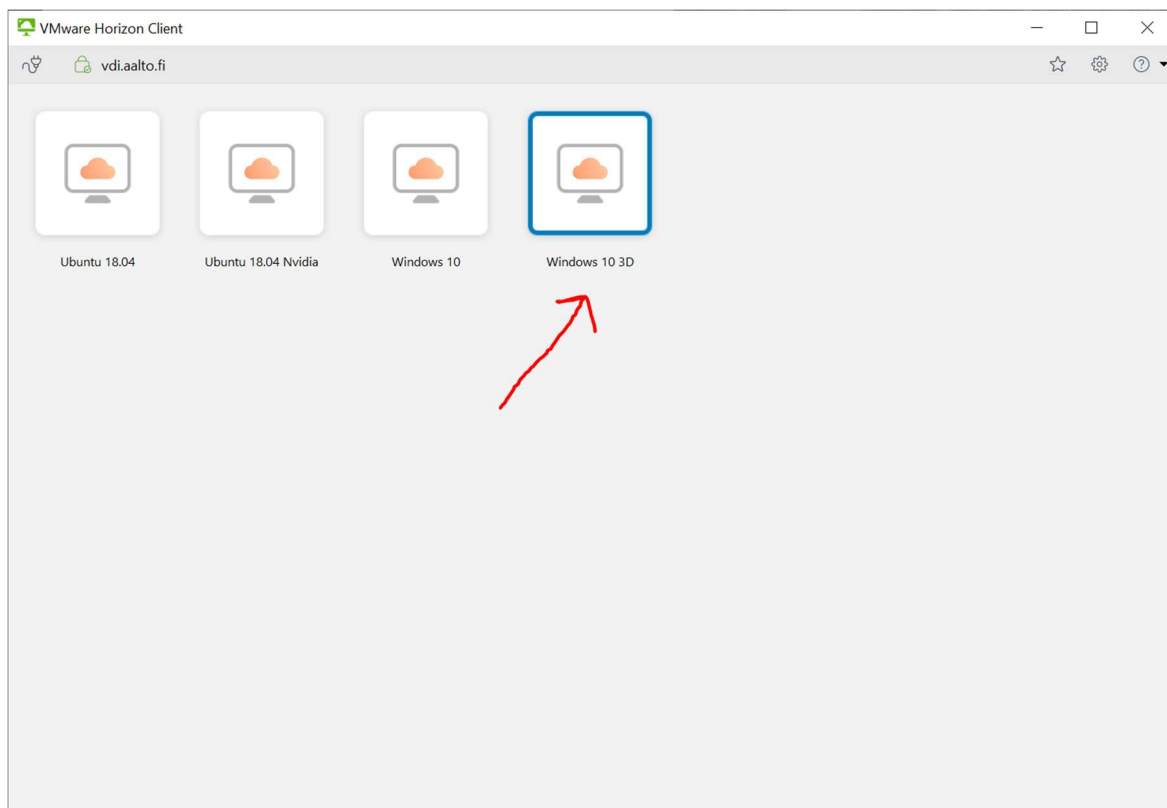 VMware Horizon Client
vdi.aalto.fi
Ubuntu 18.04
Ubuntu 18.04 Nvidia
Windows 10
Windows 10 3D